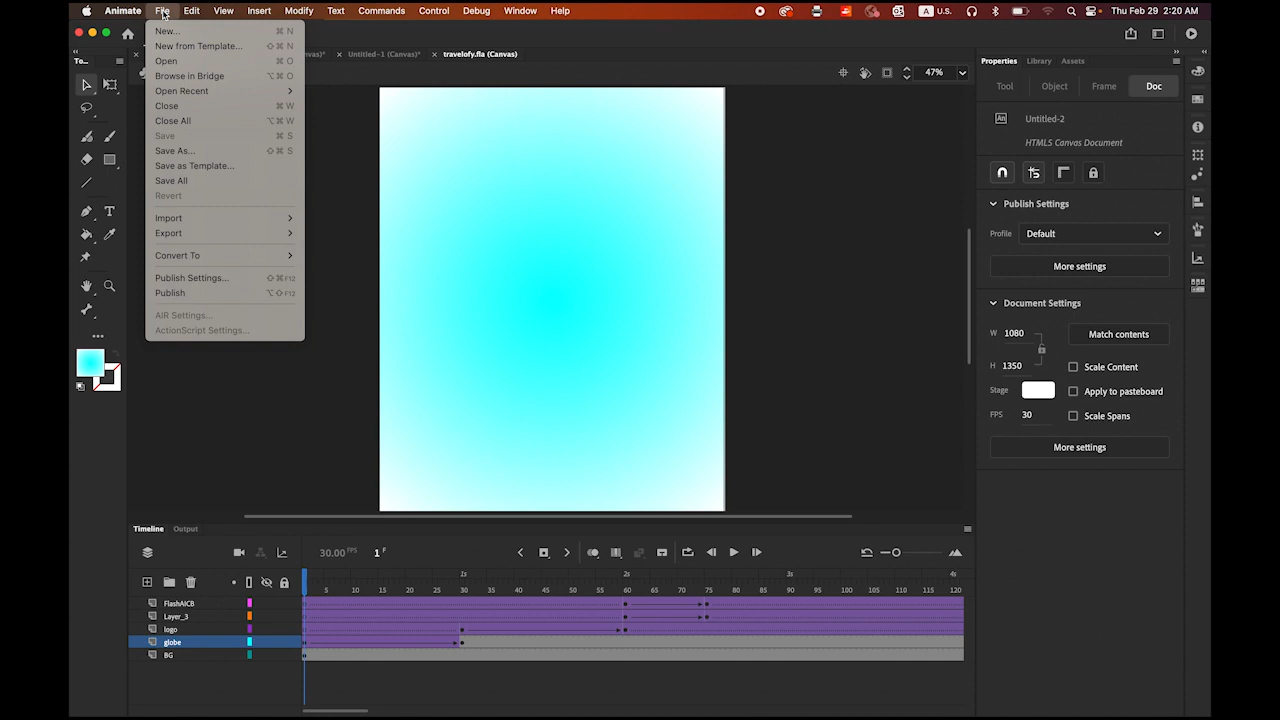 Animate File Edit View Insert Modify Text Commands Control Debug Window Help U.S. Thu Feb 29 2:20 AM
vas)* Untitled-1 (Canvas)* travelofy.fla (Canvas)
To...
47%
New... ⌘ N
New from Template... ⇧⌘ N
Open ⌘ O
Browse in Bridge ⌥⌘ O
Open Recent
Close ⌘ W
Close All ⌥⌘ W
Save ⌘ S
Save As... ⇧⌘ S
Save as Template...
Save All
Revert
Import
Export
Convert To
Publish Settings... ⇧⌘F12
Publish ⌥⇧F12
AIR Settings...
ActionScript Settings...
Properties Library Assets
Tool Object Frame Doc
Untitled-2
HTML5 Canvas Document
Publish Settings
Profile Default
More settings
Document Settings
W 1080 Match contents
H 1350 Scale Content
Stage Apply to pasteboard
FPS 30 Scale Spans
More settings
Timeline Output
30.00 FPS 1 F
1s 2s 3s 4s
5 10 15 20 25 30 35 40 45 50 55 60 65 70 75 80 85 90 95 100 105 110 115 120
FlashAICB
Layer_3
logo
globe
BG